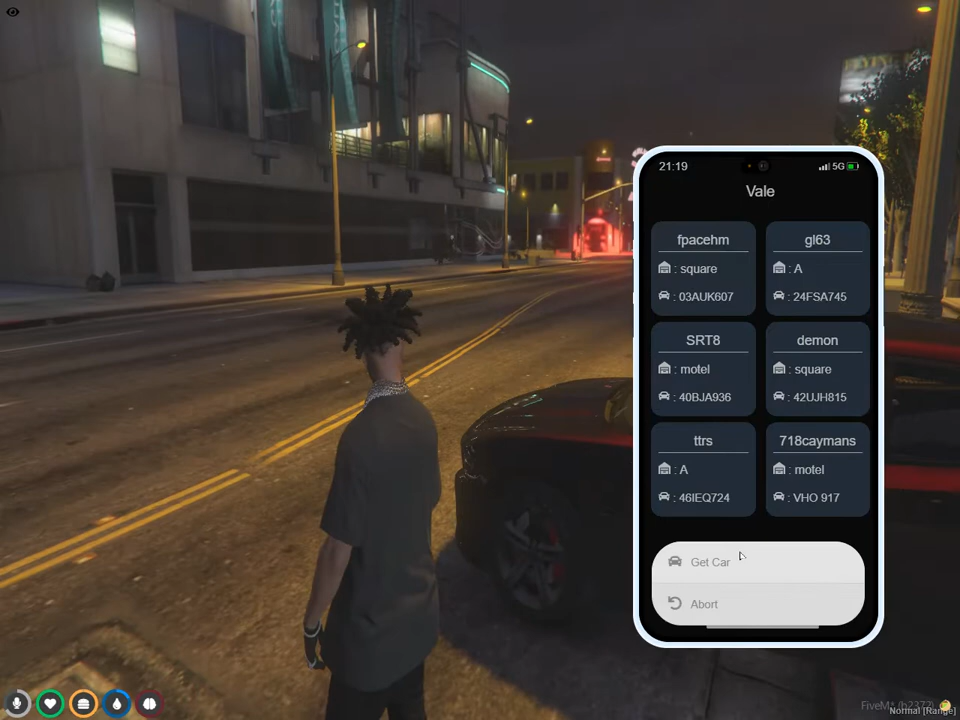 21:19
5G
Vale
fpacehm
: square
: 03AUK607
gl63
: A
: 24FSA745
SRT8
: motel
: 40BJA936
demon
: square
: 42UJH815
ttrs
: A
: 46IEQ724
718caymans
: motel
: VHO 917
Get Car
Abort
Normal [Range]